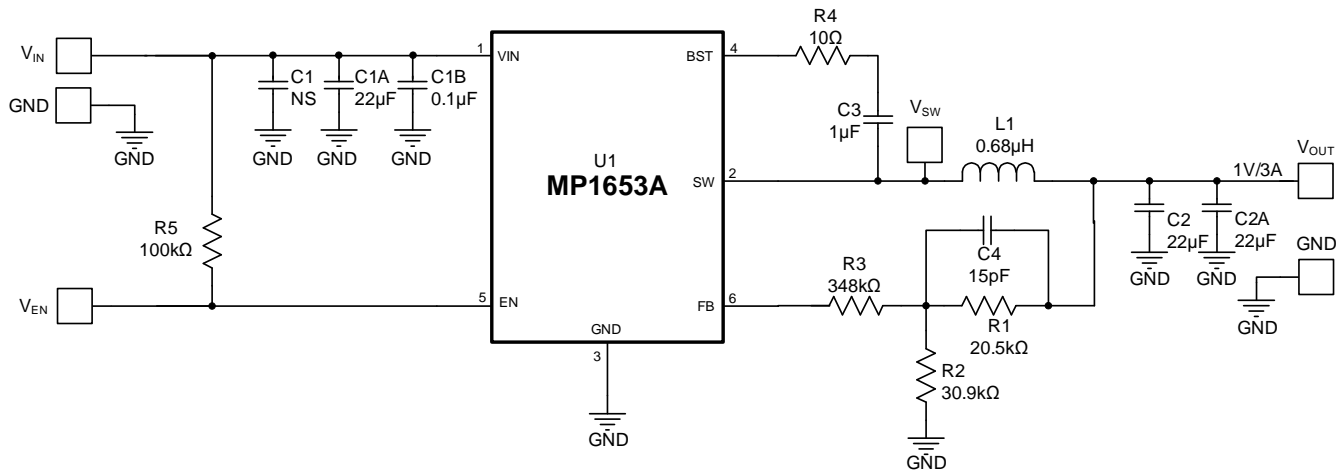 V_IN
GND
GND
R5
100kΩ
V_EN
C1
NS
GND
C1A
22μF
GND
C1B
0.1μF
GND
1
VIN
5
EN
U1
MP1653A
GND
3
GND
BST
4
SW
2
FB
6
R4
10Ω
C3
1μF
V_SW
L1
0.68μH
C4
15pF
R3
348kΩ
R1
20.5kΩ
R2
30.9kΩ
GND
1V/3A
V_OUT
C2
22μF
GND
C2A
22μF
GND
GND
GND